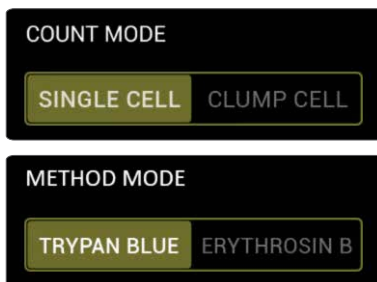 COUNT MODE
SINGLE CELL CLUMP CELL
METHOD MODE
TRYPAN BLUE ERYTHROSIN B